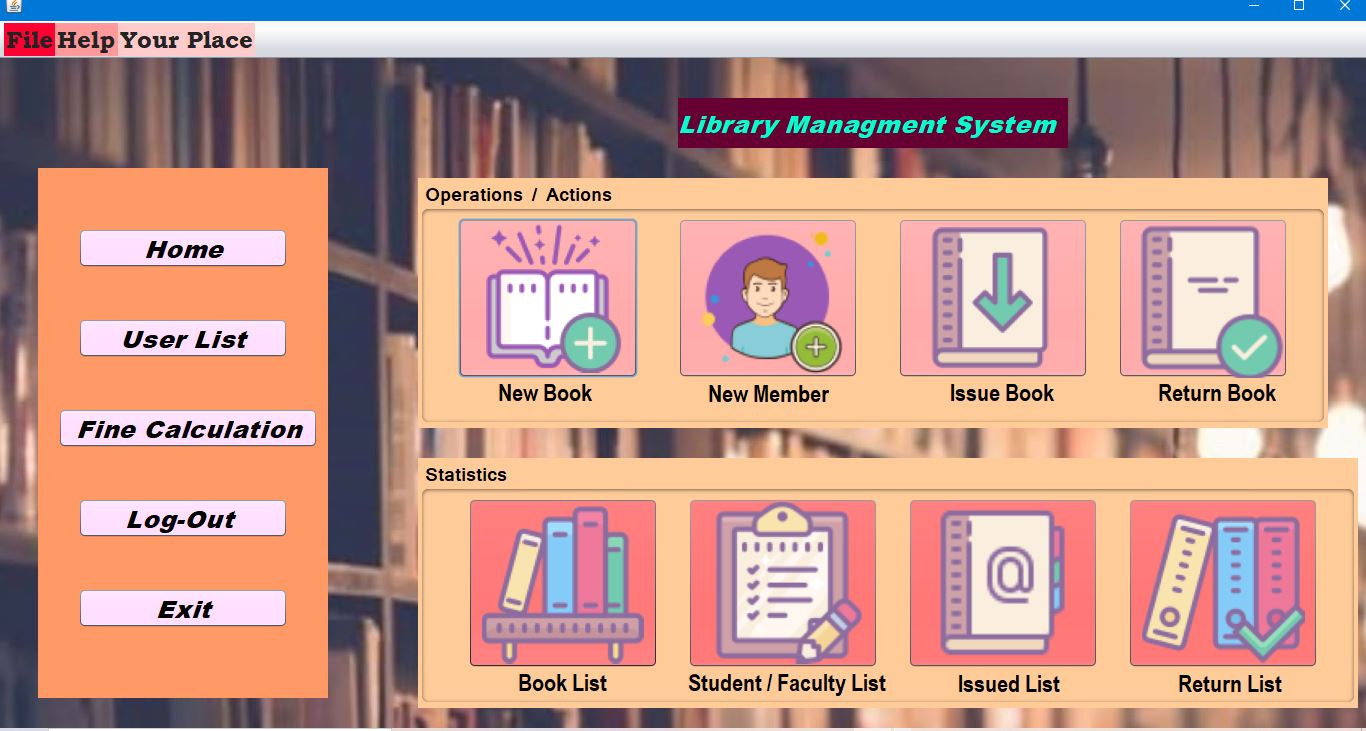 File Help Your Place
Library Managment System
Home
User List
Fine Calculation
Log-Out
Exit
Operations / Actions
New Book
New Member
Issue Book
Return Book
Statistics
@
Book List
Student / Faculty List
Issued List
Return List